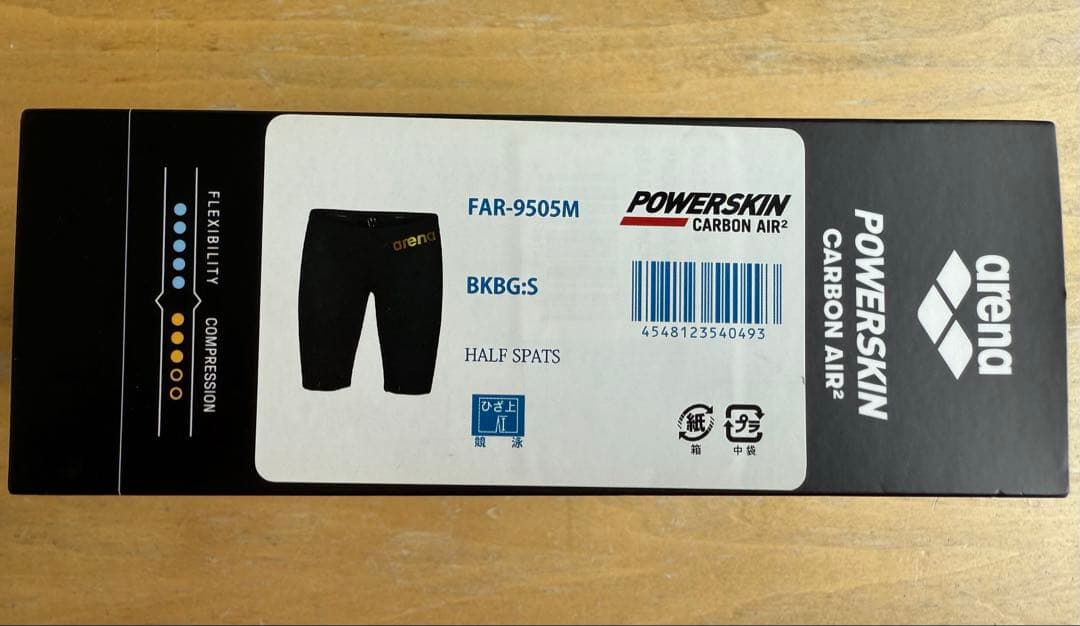 FLEXIBILITY
COMPRESSION
arena
FAR-9505M
BKBG:S
HALF SPATS
ひざ上
競泳
POWERSKIN
CARBON AIR²
4548123540493
紙
箱
プラ
中袋
POWERSKIN
CARBON AIR²
arena